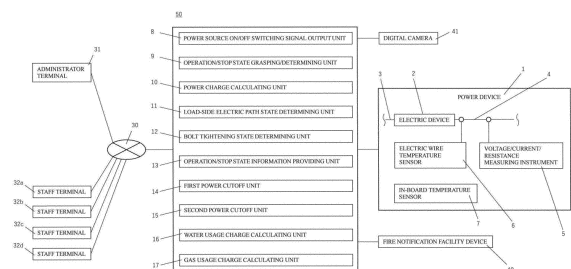 50
8
POWER SOURCE ON/OFF SWITCHING SIGNAL OUTPUT UNIT
DIGITAL CAMERA
41
31
ADMINISTRATOR
TERMINAL
9
OPERATION/STOP STATE GRASPING/DETERMINING UNIT
10
POWER CHARGE CALCULATING UNIT
11
LOAD-SIDE ELECTRIC PATH STATE DETERMINING UNIT
12
BOLT TIGHTENING STATE DETERMINING UNIT
30
13
OPERATION/STOP STATE INFORMATION PROVIDING UNIT
14
FIRST POWER CUTOFF UNIT
15
SECOND POWER CUTOFF UNIT
16
WATER USAGE CHARGE CALCULATING UNIT
17
GAS USAGE CHARGE CALCULATING UNIT
32a
STAFF TERMINAL
32b
STAFF TERMINAL
32c
STAFF TERMINAL
32d
STAFF TERMINAL
1
POWER DEVICE
3
2
4
ELECTRIC DEVICE
ELECTRIC WIRE
TEMPERATURE
SENSOR
VOLTAGE/CURRENT/
RESISTANCE
MEASURING INSTRUMENT
IN-BOARD TEMPERATURE
SENSOR
7
6
5
FIRE NOTIFICATION FACILITY DEVICE